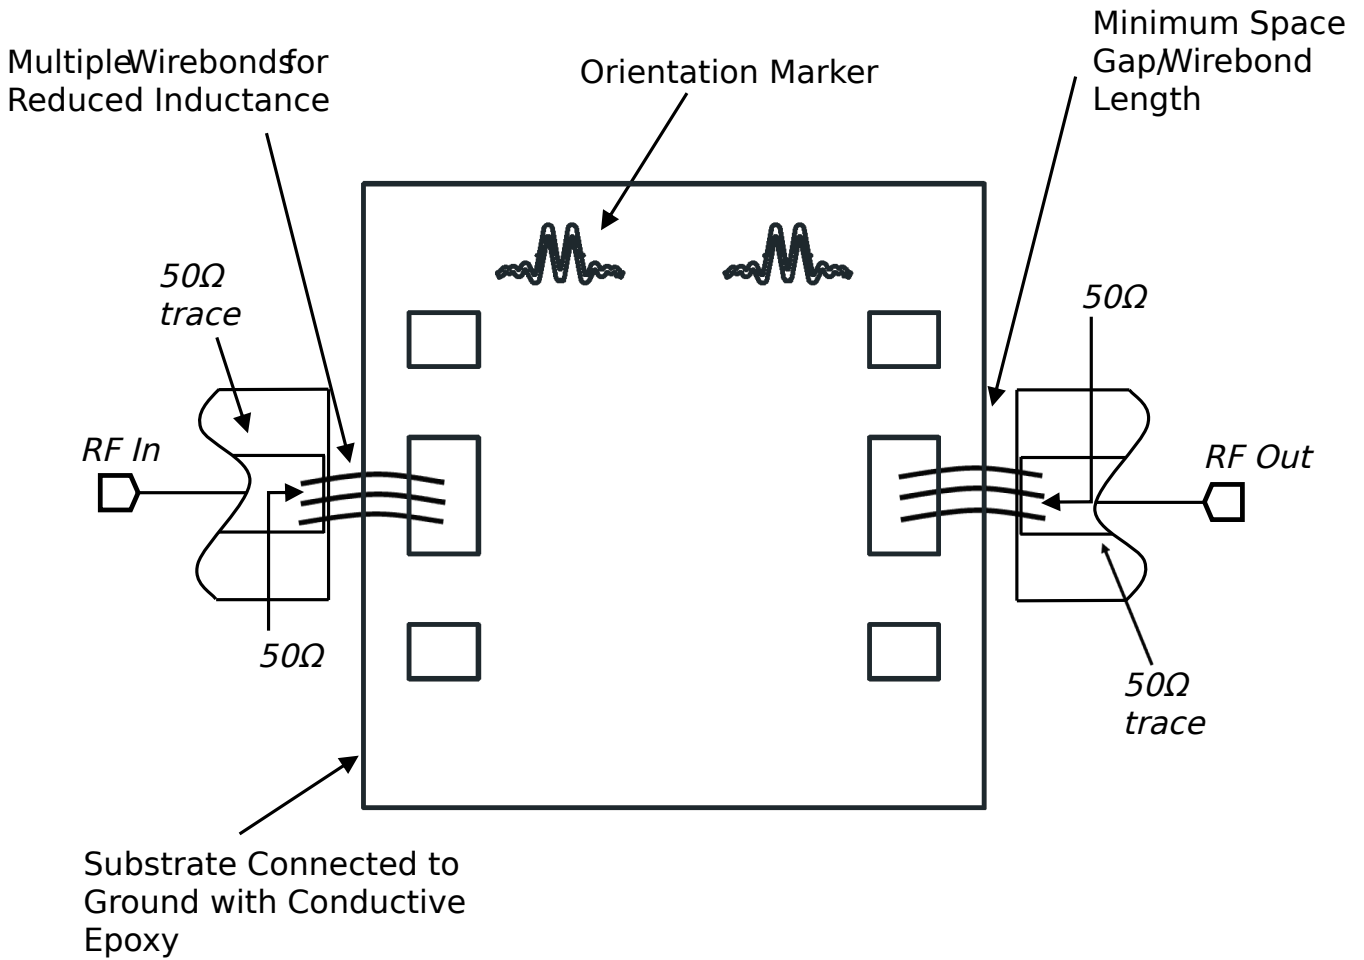 Multiple Wirebonds for
Reduced Inductance
Orientation Marker
Minimum Space
Gap/Wirebond
Length
50Ω
trace
50Ω
RF In
RF Out
50Ω
50Ω
trace
Substrate Connected to
Ground with Conductive
Epoxy